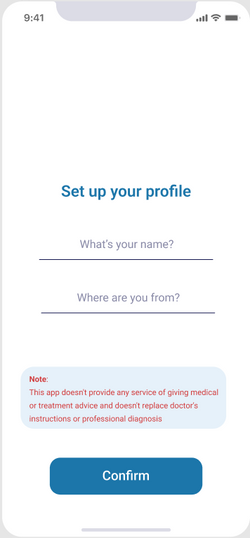 9:41
Set up your profile
What's your name?
Where are you from?
Note:
This app doesn't provide any service of giving medical
or treatment advice and doesn't replace doctor's
instructions or professional diagnosis
Confirm